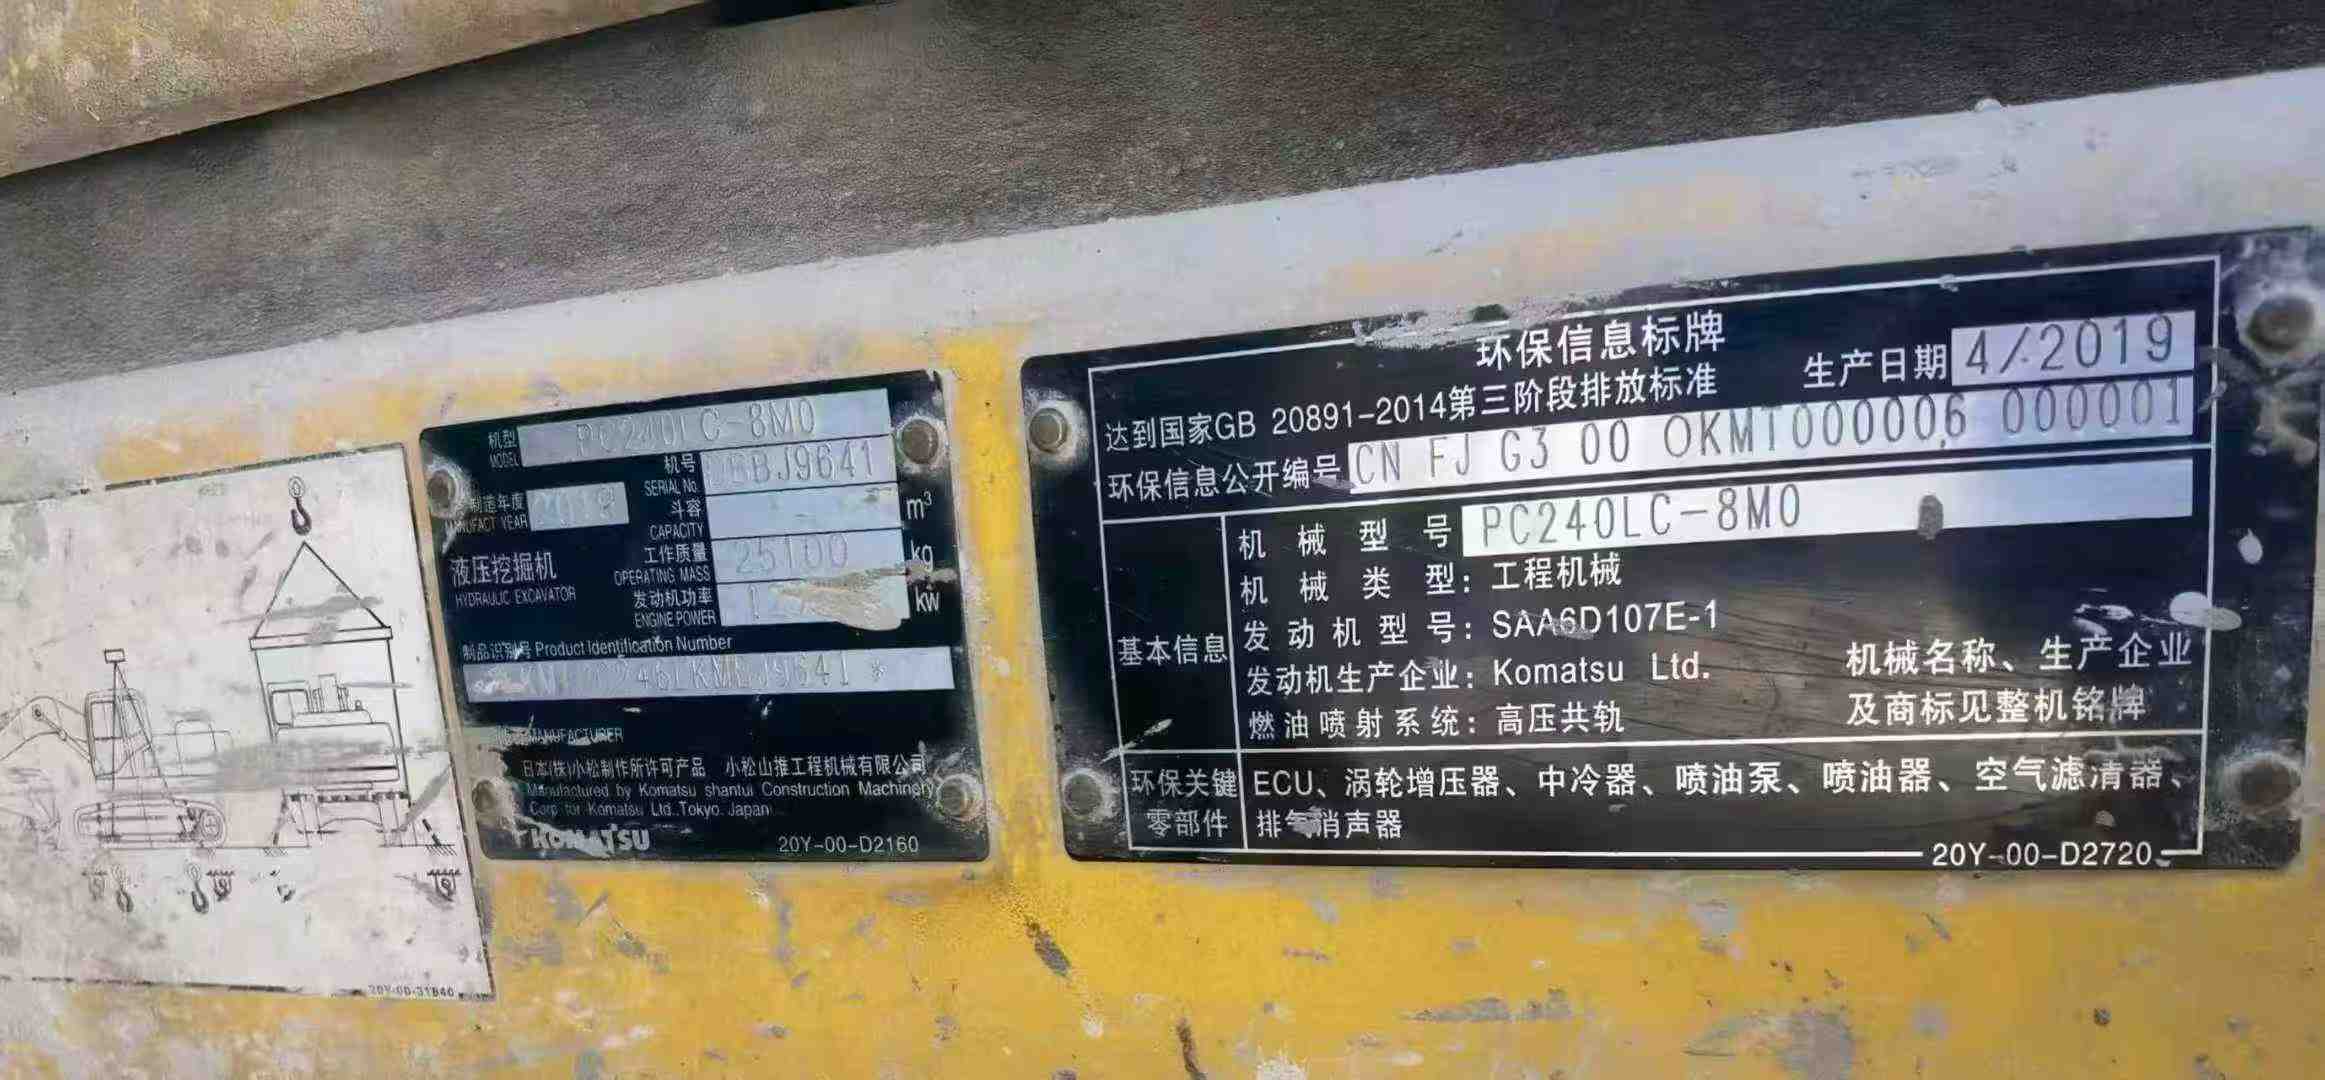 机型 PC240LC-8M0
MODEL
机号 DBBJ9641
SERIAL No.
制造年度 2019
MANUFACT YEAR
斗容 m³
CAPACITY
液压挖掘机
HYDRAULIC EXCAVATOR
工作质量 25100 kg
OPERATING MASS
发动机功率 kW
ENGINE POWER
制品识别号 Product Identification Number
MANUFACTURER
日本(株)小松制作所许可产品 小松山推工程机械有限公司
Manufactured by Komatsu shantui Construction Machinery
Corp for Komatsu Ltd.Tokyo.Japan
KOMATSU
20Y-00-D2160
环保信息标牌
达到国家GB 20891-2014第三阶段排放标准
生产日期 4/2019
环保信息公开编号 CN FJ G3 00 0KMT000006 000001
基本信息
机械型号 PC240LC-8M0
机械类型：工程机械
发动机型号：SAA6D107E-1
发动机生产企业：Komatsu Ltd.
燃油喷射系统：高压共轨
机械名称、生产企业
及商标见整机铭牌
环保关键
零部件
ECU、涡轮增压器、中冷器、喷油泵、喷油器、空气滤清器、
排气消声器
20Y-00-D2720
20Y-00-31B40